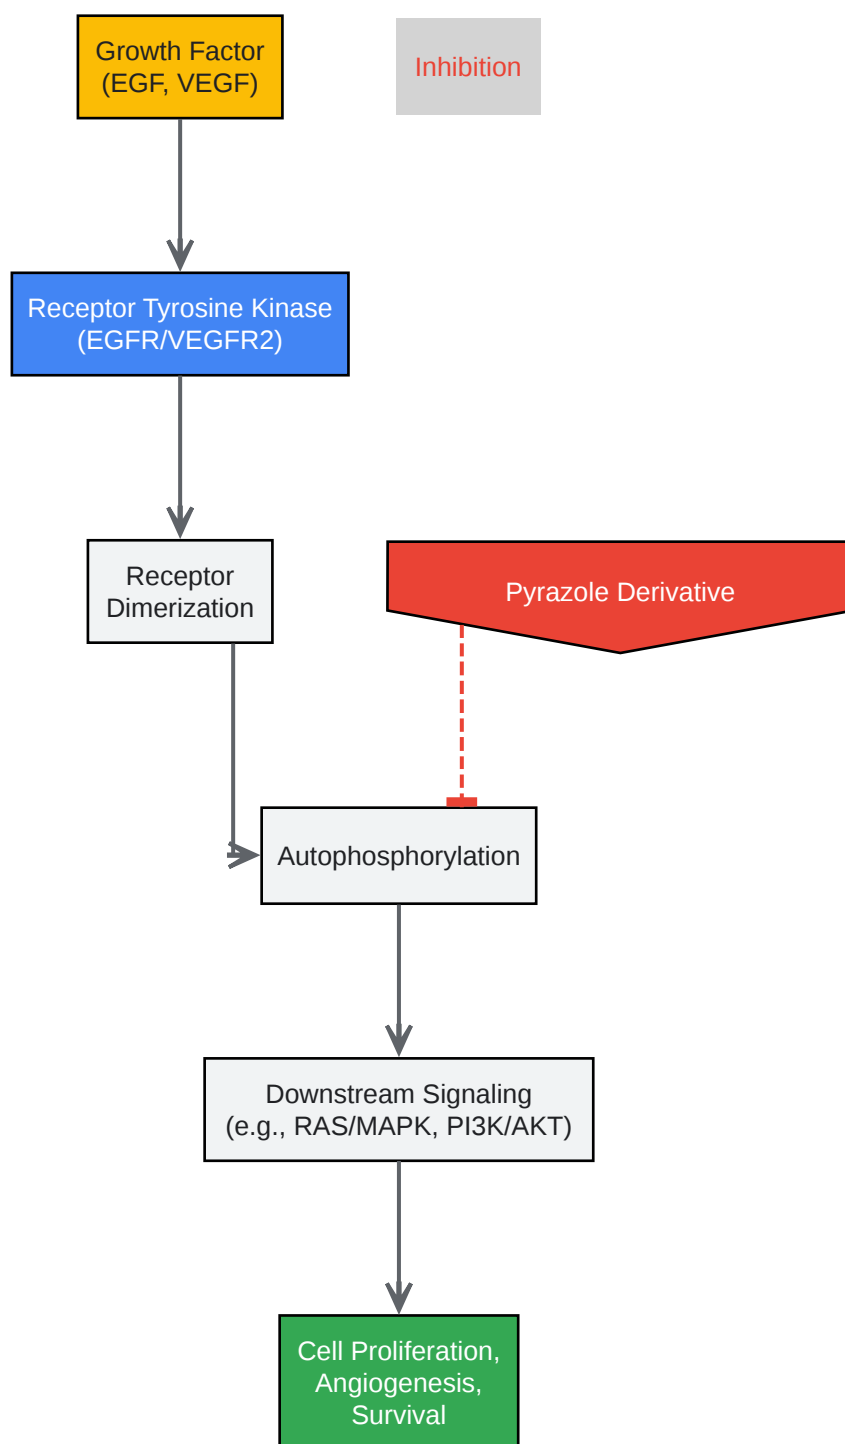 Growth Factor
(EGF, VEGF)
Inhibition
Receptor Tyrosine Kinase
(EGFR/VEGFR2)
Receptor
Dimerization
Pyrazole Derivative
Autophosphorylation
Downstream Signaling
(e.g., RAS/MAPK, PI3K/AKT)
Cell Proliferation,
Angiogenesis,
Survival